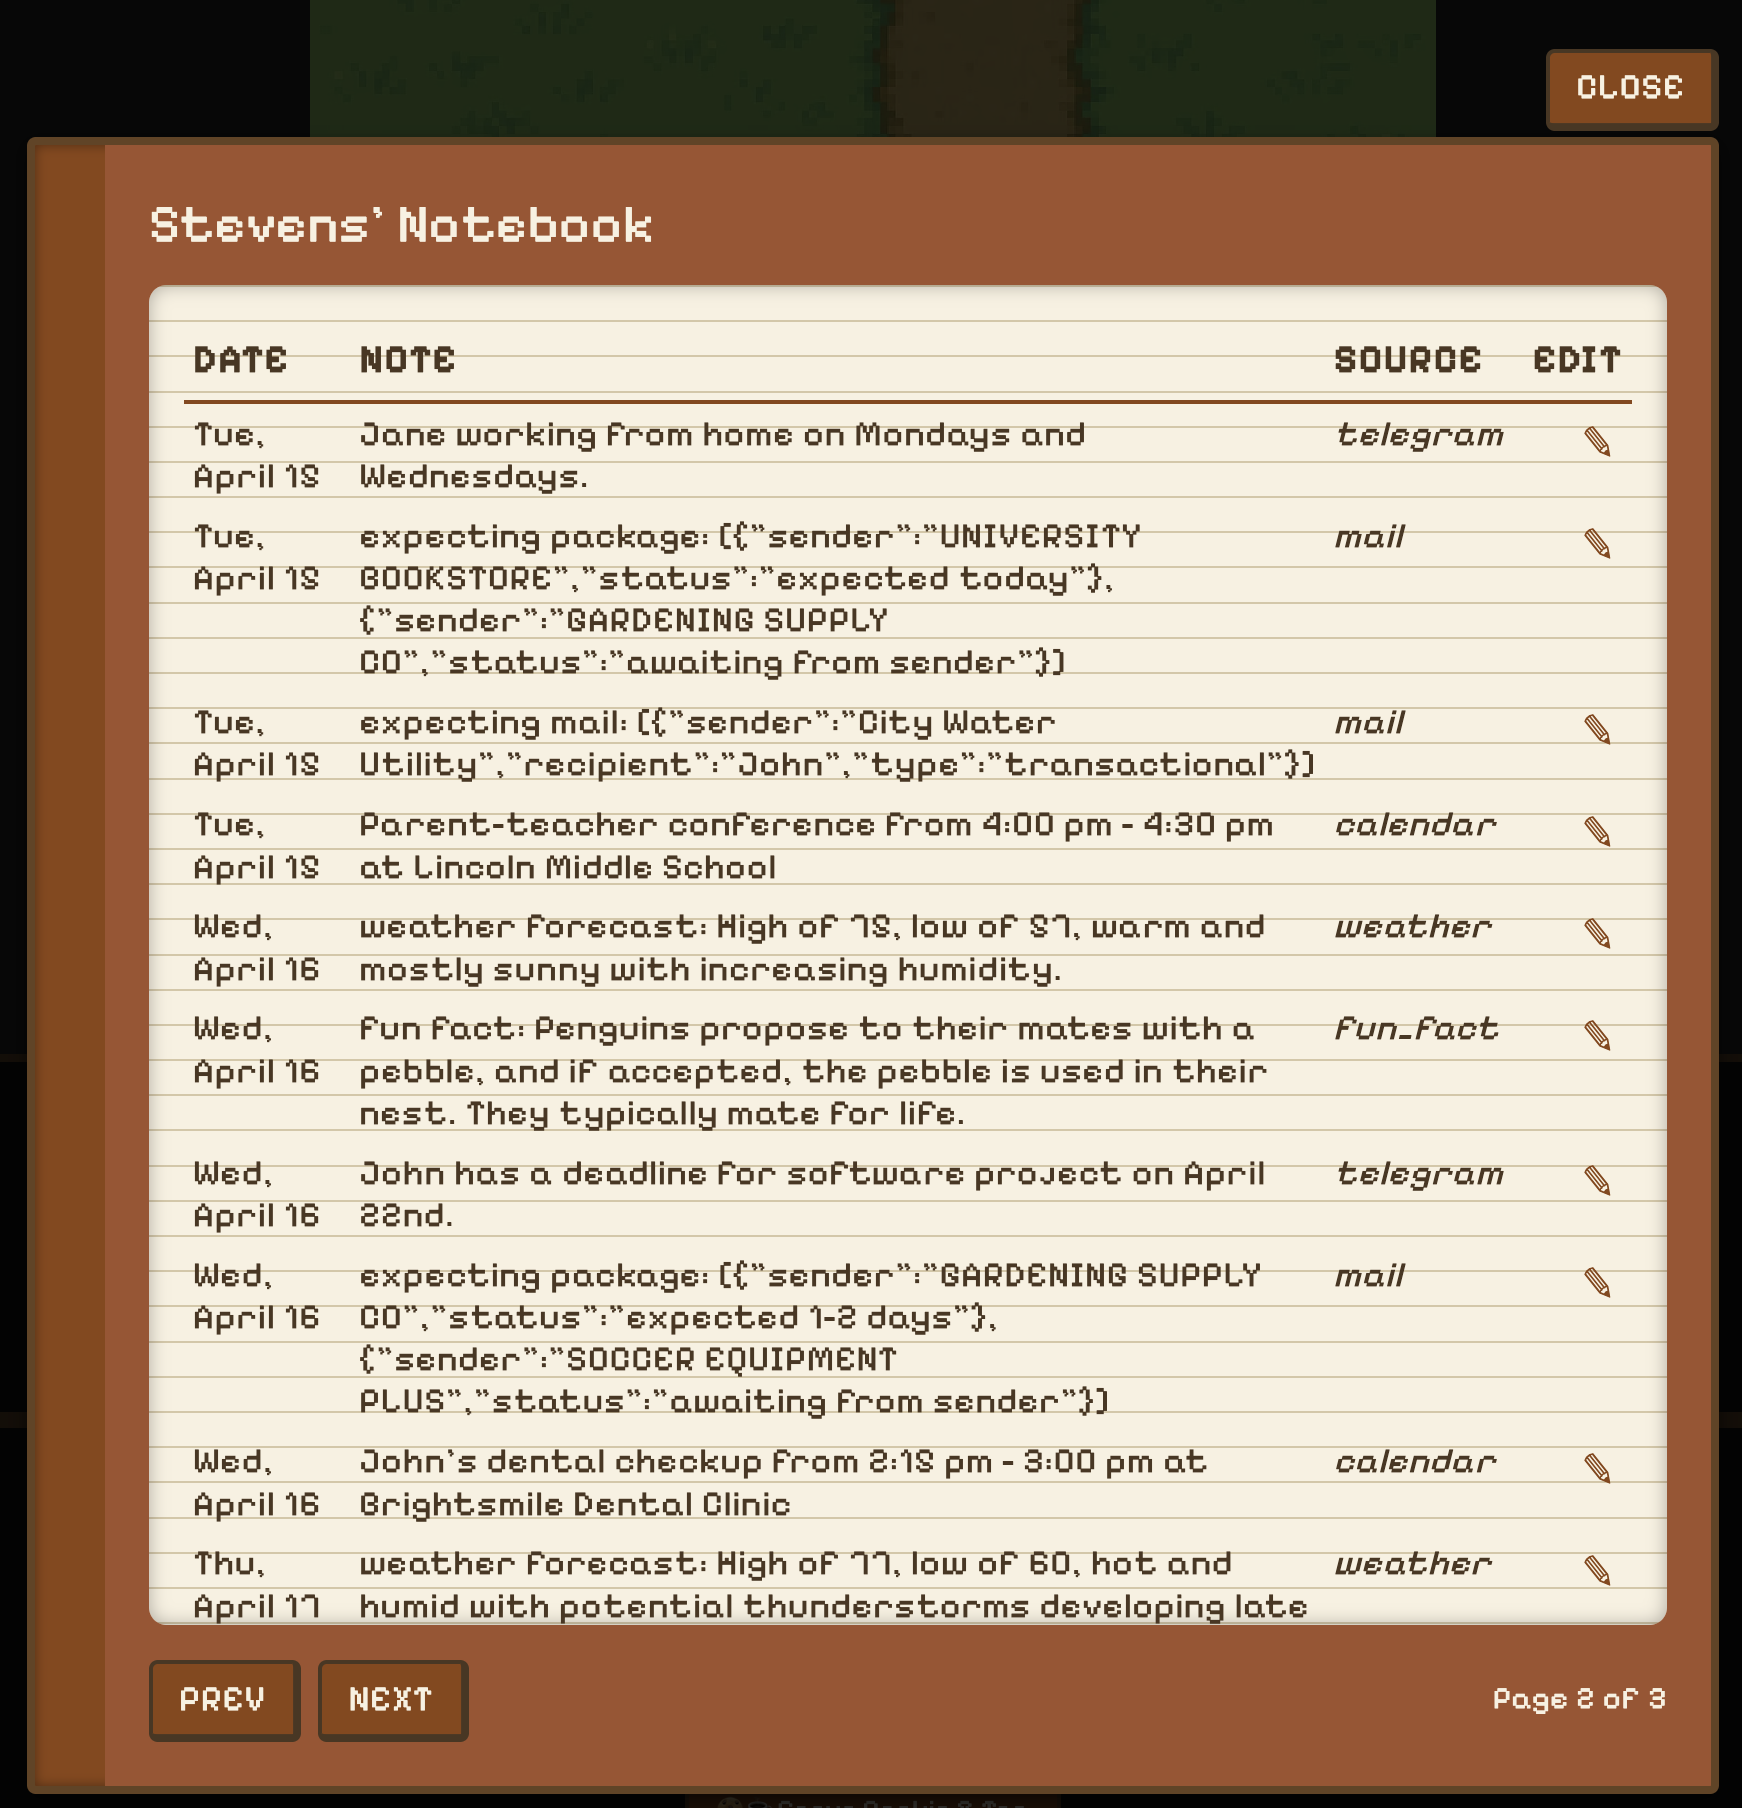 CLOSE
Stevens' Notebook
DATE NOTE SOURCE EDIT
Tue, Jane working from home on Mondays and telegram
April 15 Wednesdays.
Tue, expecting package: [{"sender":"UNIVERSITY mail
April 15 BOOKSTORE","status":"expected today"},
{"sender":"GARDENING SUPPLY
CO","status":"awaiting from sender"}]
Tue, expecting mail: [{"sender":"City Water mail
April 15 Utility","recipient":"John","type":"transactional"}]
Tue, Parent-teacher conference from 4:00 pm - 4:30 pm calendar
April 15 at Lincoln Middle School
Wed, weather forecast: High of 75, low of 57, warm and weather
April 16 mostly sunny with increasing humidity.
Wed, fun fact: Penguins propose to their mates with a fun_fact
April 16 pebble, and if accepted, the pebble is used in their
nest. They typically mate for life.
Wed, John has a deadline for software project on April telegram
April 16 22nd.
Wed, expecting package: [{"sender":"GARDENING SUPPLY mail
April 16 CO","status":"expected 1-2 days"},
{"sender":"SOCCER EQUIPMENT
PLUS","status":"awaiting from sender"}]
Wed, John's dental checkup from 2:15 pm - 3:00 pm at calendar
April 16 Brightsmile Dental Clinic
Thu, weather forecast: High of 77, low of 60, hot and weather
April 17 humid with potential thunderstorms developing late
PREV NEXT Page 2 of 3